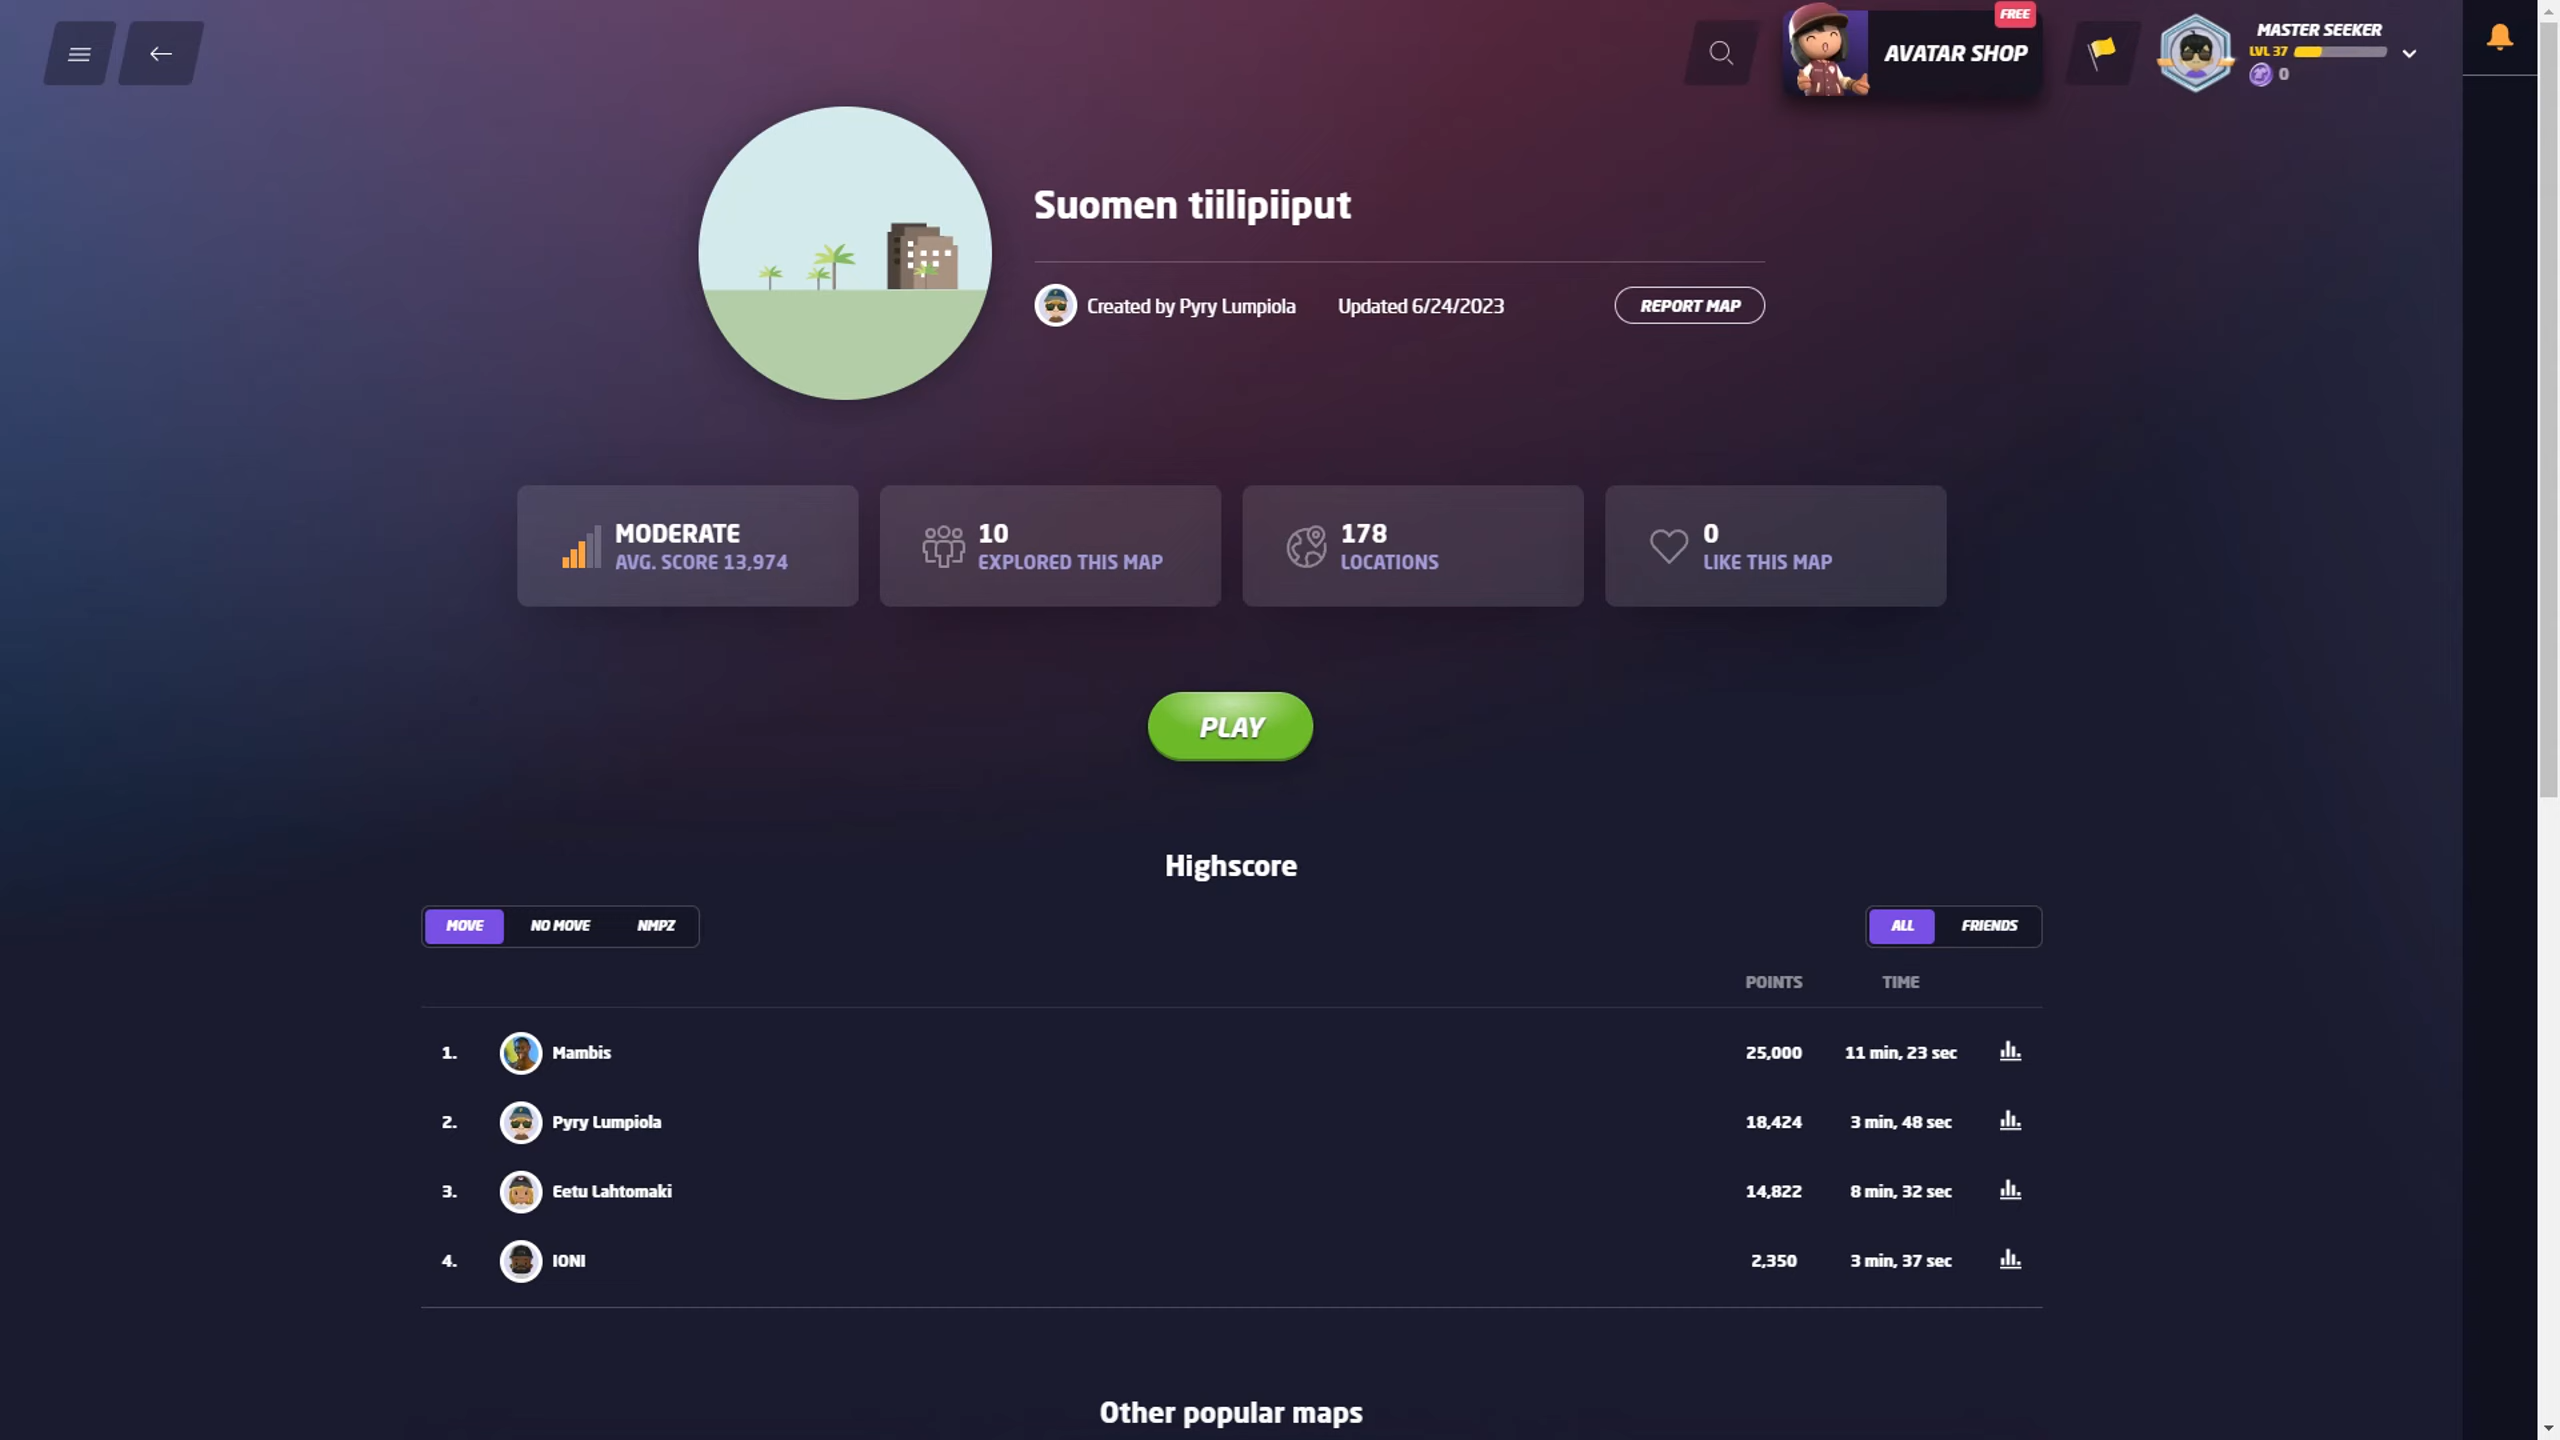 FREE
AVATAR SHOP
MASTER SEEKER
LVL 37
0
Suomen tiilipiiput
Created by Pyry Lumpiola
Updated 6/24/2023
REPORT MAP
MODERATE
AVG. SCORE 13,974
10
EXPLORED THIS MAP
178
LOCATIONS
0
LIKE THIS MAP
PLAY
Highscore
MOVE NO MOVE NMPZ
ALL FRIENDS
POINTS TIME
1. Mambis 25,000 11 min, 23 sec
2. Pyry Lumpiola 18,424 3 min, 48 sec
3. Eetu Lahtomaki 14,822 8 min, 32 sec
4. IONI 2,350 3 min, 37 sec
Other popular maps